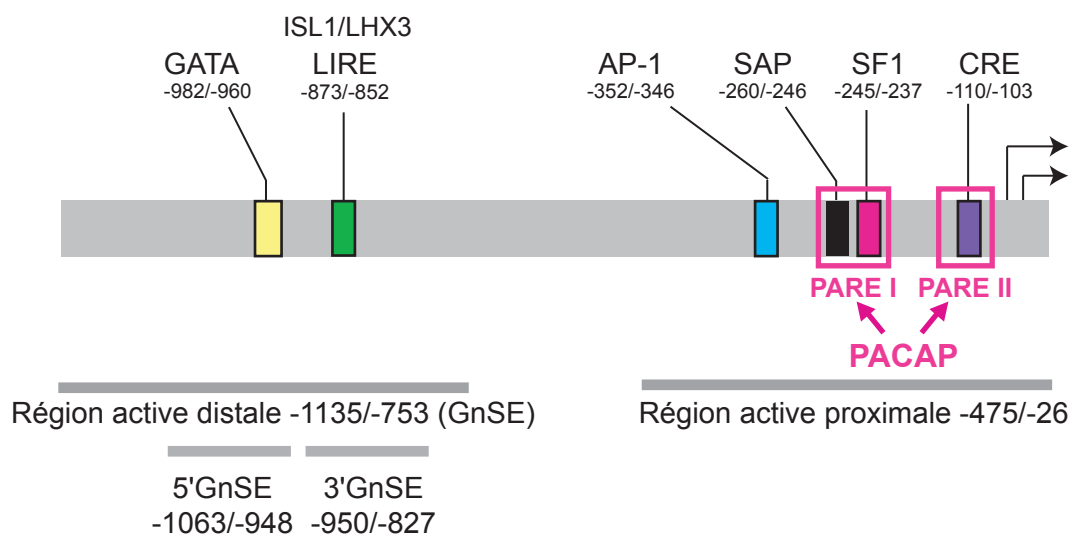 ISL1/LHX3
GATA LIRE AP-1 SAP SF1 CRE
-982/-960 -873/-852 -352/-346 -260/-246 -245/-237 -110/-103
PARE I PARE II
PACAP
Région active distale -1135/-753 (GnSE) Région active proximale -475/-26
5'GnSE 3'GnSE
-1063/-948 -950/-827